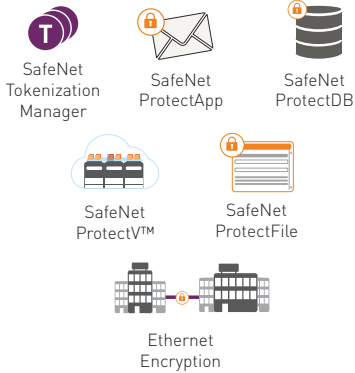 T
SafeNet
Tokenization
Manager
SafeNet
ProtectApp
SafeNet
ProtectDB
SafeNet
ProtectV™
SafeNet
ProtectFile
Ethernet
Encryption